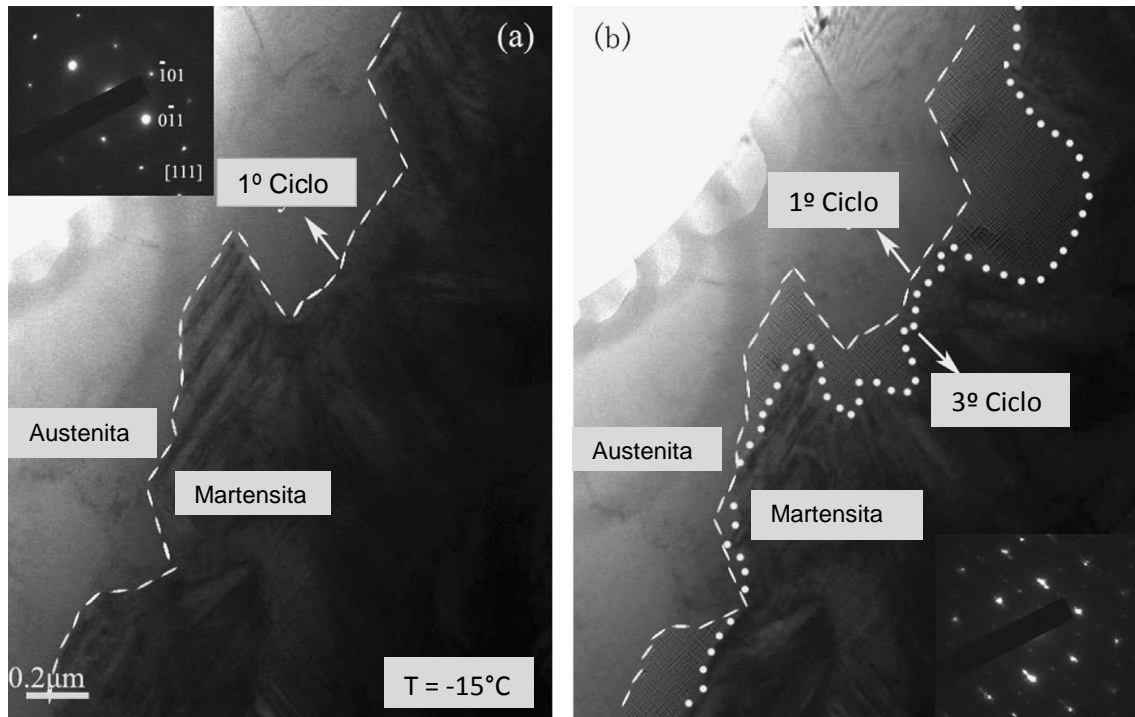 (a)
1̄01
01̄1
[111]
1º Ciclo
Austenita
Martensita
0.2μm
T = -15°C
(b)
1º Ciclo
3º Ciclo
Austenita
Martensita